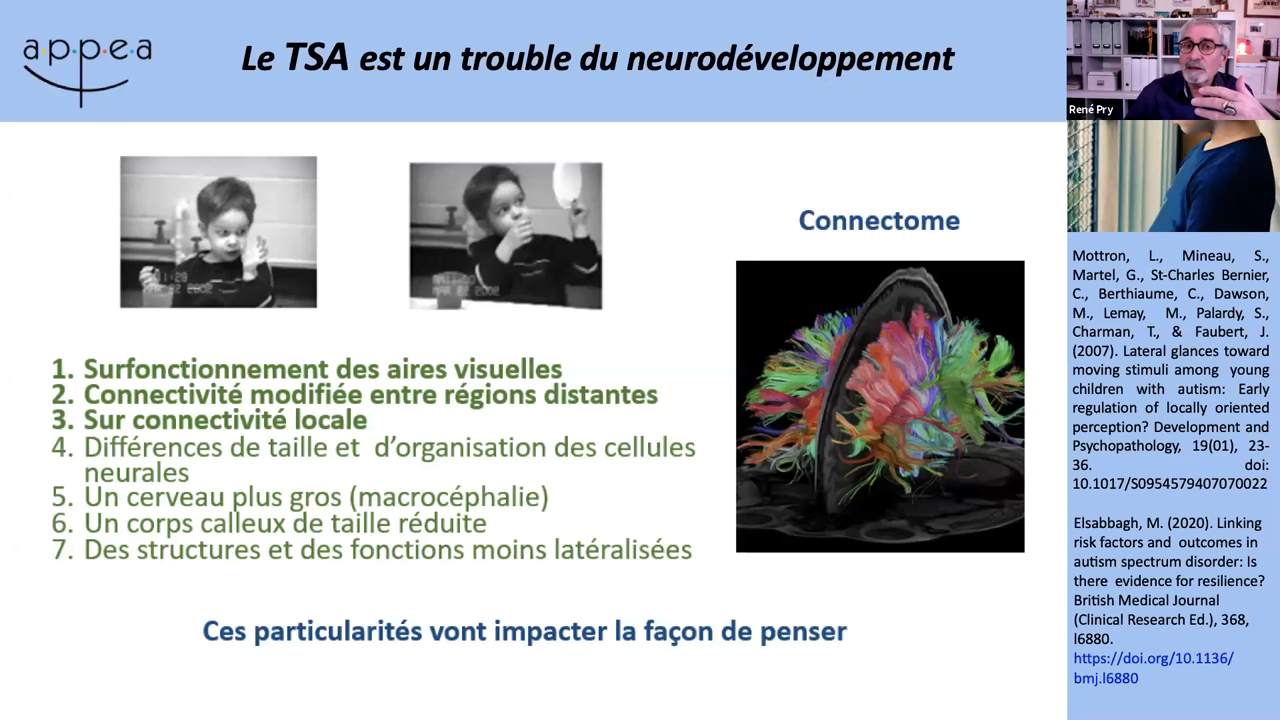 appea
Le TSA est un trouble du neurodéveloppement
René Pry
Connectome
1. Surfonctionnement des aires visuelles
2. Connectivité modifiée entre régions distantes
3. Sur connectivité locale
4. Différences de taille et d'organisation des cellules
neurales
5. Un cerveau plus gros (macrocéphalie)
6. Un corps calleux de taille réduite
7. Des structures et des fonctions moins latéralisées
Ces particularités vont impacter la façon de penser
Mottron, L., Mineau, S.,
Martel, G., St-Charles Bernier,
C., Berthiaume, C., Dawson,
M., Lemay, M., Palardy, S.,
Charman, T., & Faubert, J.
(2007). Lateral glances toward
moving stimuli among young
children with autism: Early
regulation of locally oriented
perception? Development and
Psychopathology, 19(01), 23-
36. doi:
10.1017/S0954579407070022
Elsabbagh, M. (2020). Linking
risk factors and outcomes in
autism spectrum disorder: Is
there evidence for resilience?
British Medical Journal
(Clinical Research Ed.), 368,
l6880.
https://doi.org/10.1136/
bmj.l6880